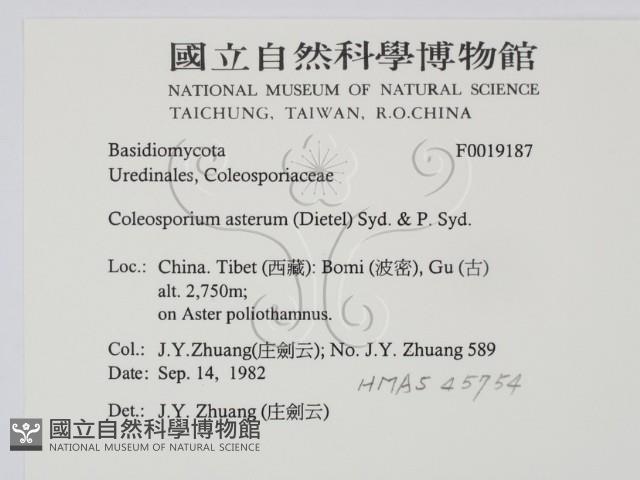 國立自然科學博物館
NATIONAL MUSEUM OF NATURAL SCIENCE
TAICHUNG, TAIWAN, R.O.CHINA
Basidiomycota F0019187
Uredinales, Coleosporiaceae
Coleosporium asterum (Dietel) Syd. & P. Syd.
Loc.: China. Tibet (西藏): Bomi (波密), Gu (古)
alt. 2,750m;
on Aster poliothamnus.
Col.: J.Y.Zhuang(庄劍云); No. J.Y. Zhuang 589
Date: Sep. 14, 1982
HMAS 45754
Det.: J.Y. Zhuang (庄劍云)
國立自然科學博物館
NATIONAL MUSEUM OF NATURAL SCIENCE